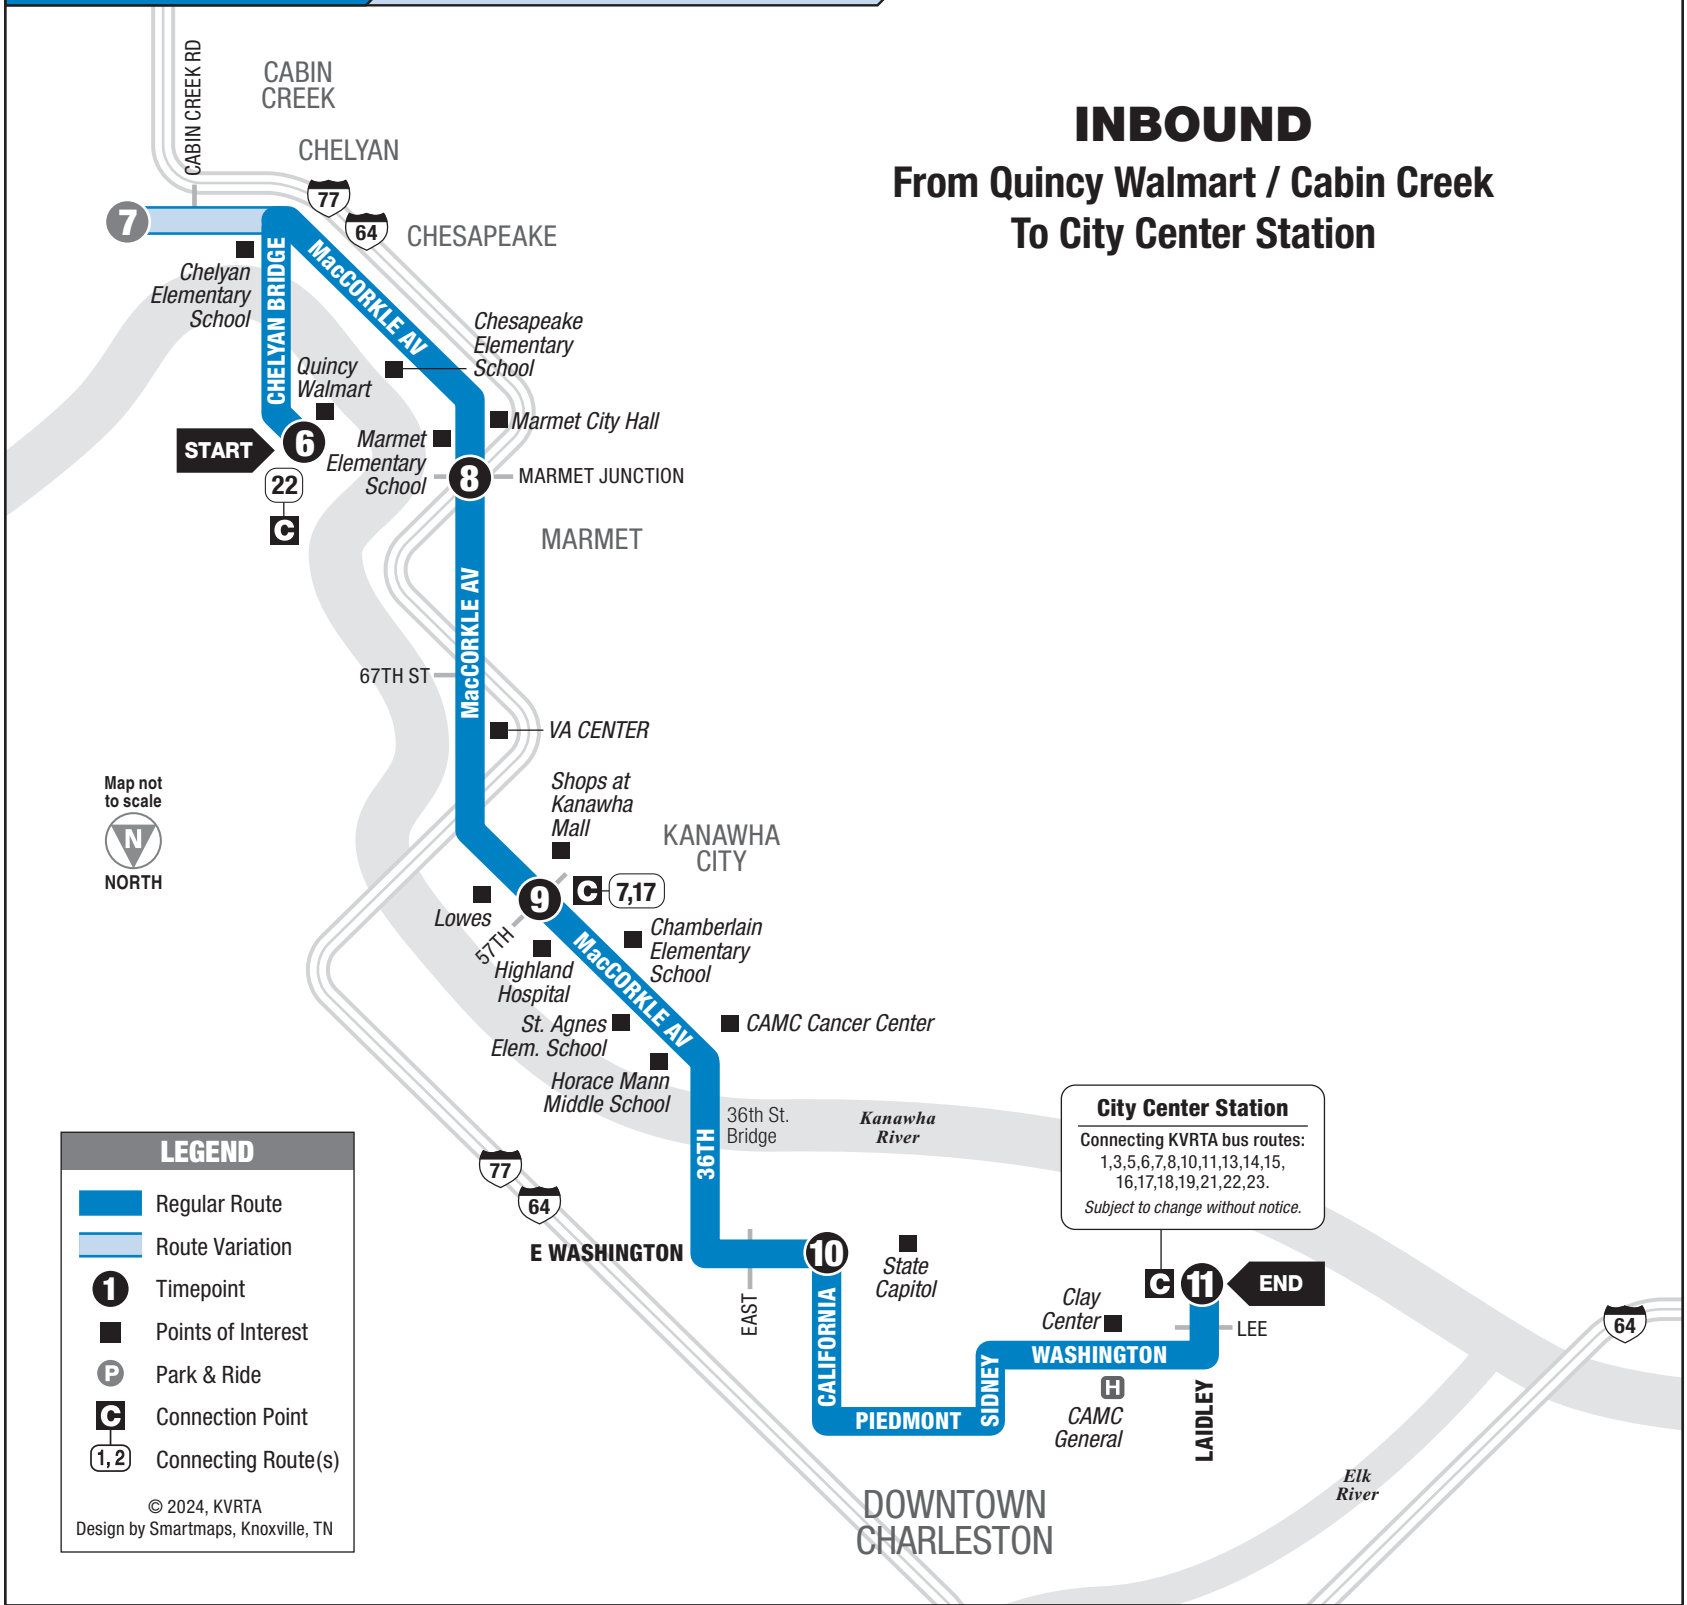 INBOUND
From Quincy Walmart / Cabin Creek
To City Center Station
CABIN CREEK RD
CABIN
CREEK
CHELYAN
77
64
CHESAPEAKE
7
Chelyan
Elementary
School
CHELYAN BRIDGE
MacCORKLE AV
Chesapeake
Elementary
School
Quincy
Walmart
START
6
22
C
Marmet City Hall
Marmet
Elementary
School
8
MARMET JUNCTION
MARMET
MacCORKLE AV
67TH ST
VA CENTER
Map not
to scale
N
NORTH
Shops at
Kanawha
Mall
KANAWHA
CITY
9
C
7,17
Lowes
57TH
Highland
Hospital
MacCORKLE AV
Chamberlain
Elementary
School
St. Agnes
Elem. School
CAMC Cancer Center
Horace Mann
Middle School
36th St.
Bridge
Kanawha
River
36TH
77
64
E WASHINGTON
EAST
10
State
Capitol
CALIFORNIA
PIEDMONT
SIDNEY
WASHINGTON
Clay
Center
H
CAMC
General
LAIDLEY
LEE
City Center Station
Connecting KVRTA bus routes:
1,3,5,6,7,8,10,11,13,14,15,
16,17,18,19,21,22,23.
Subject to change without notice.
C
11
END
64
Elk
River
DOWNTOWN
CHARLESTON
LEGEND
Regular Route
Route Variation
1 Timepoint
Points of Interest
P Park & Ride
C Connection Point
1, 2 Connecting Route(s)
© 2024, KVRTA
Design by Smartmaps, Knoxville, TN